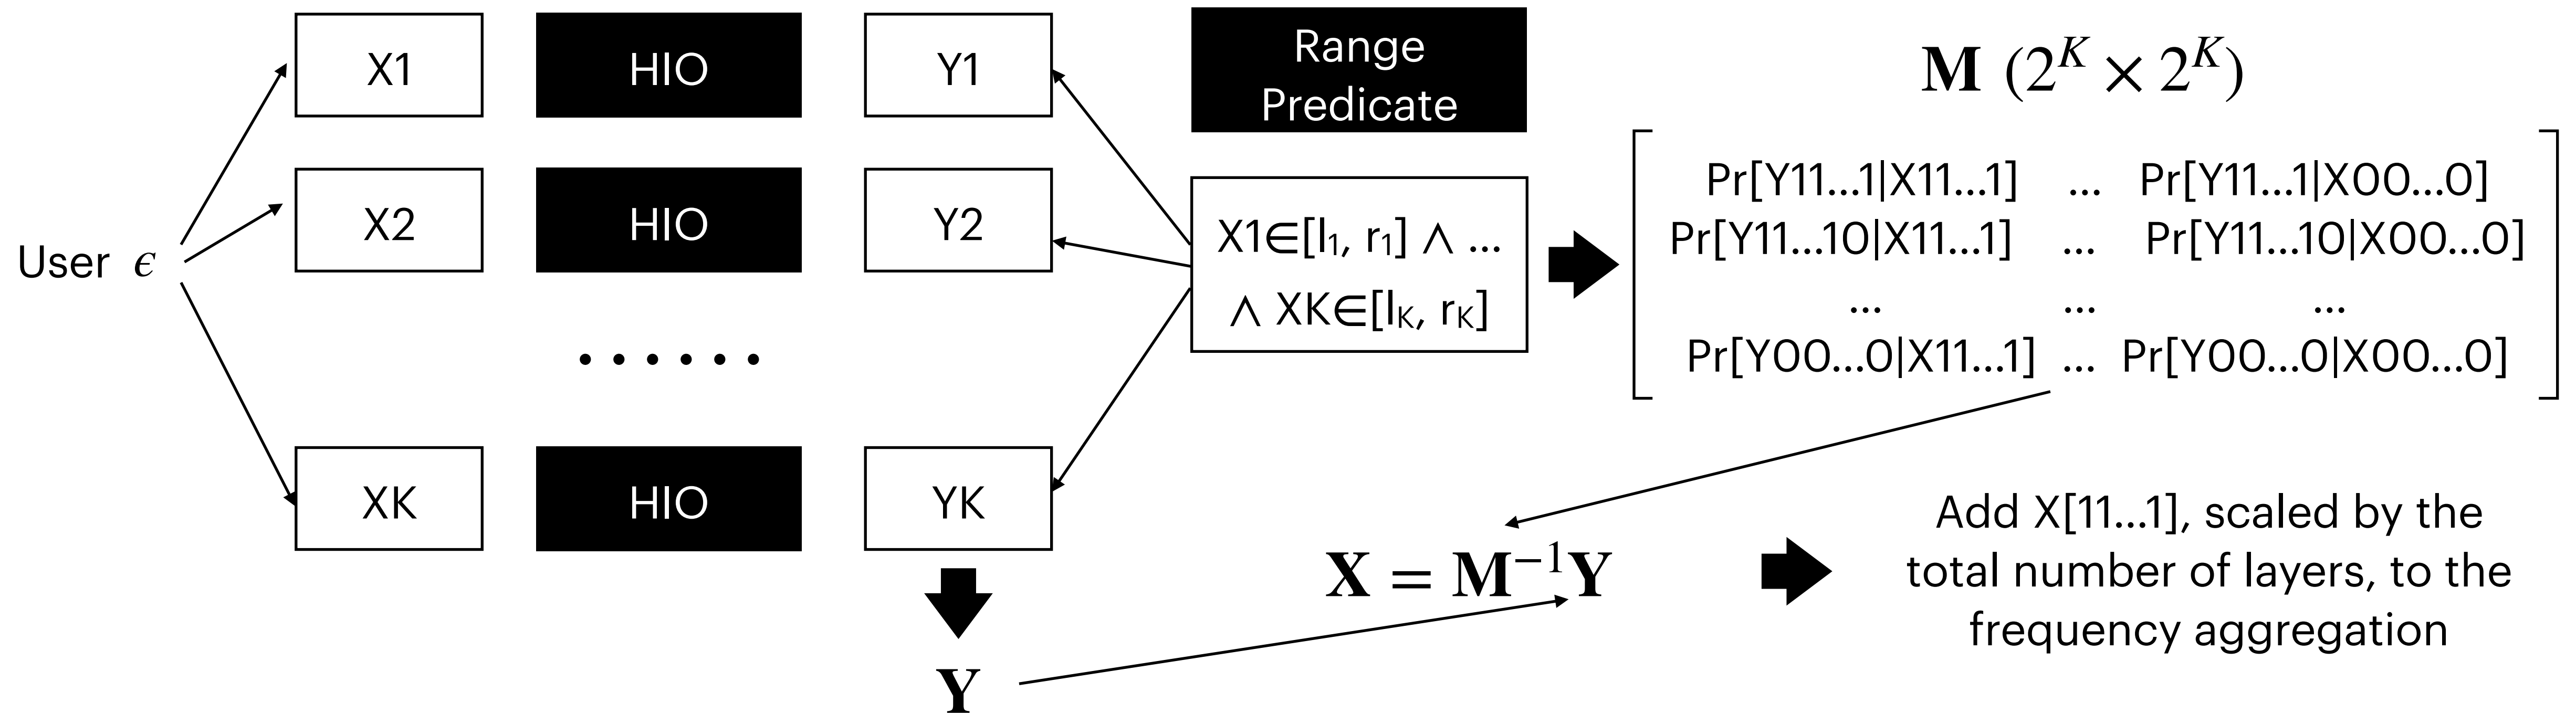 User ϵ
X1
HIO
Y1
X2
HIO
Y2
......
XK
HIO
YK
Y
Range
Predicate
X1∈[l₁, r₁] ∧ ...
∧ XK∈[l_K, r_K]
M (2^K × 2^K)
Pr[Y11...1|X11...1] ... Pr[Y11...1|X00...0]
Pr[Y11...10|X11...1] ... Pr[Y11...10|X00...0]
... ... ...
Pr[Y00...0|X11...1] ... Pr[Y00...0|X00...0]
X = M⁻¹Y
Add X[11...1], scaled by the
total number of layers, to the
frequency aggregation